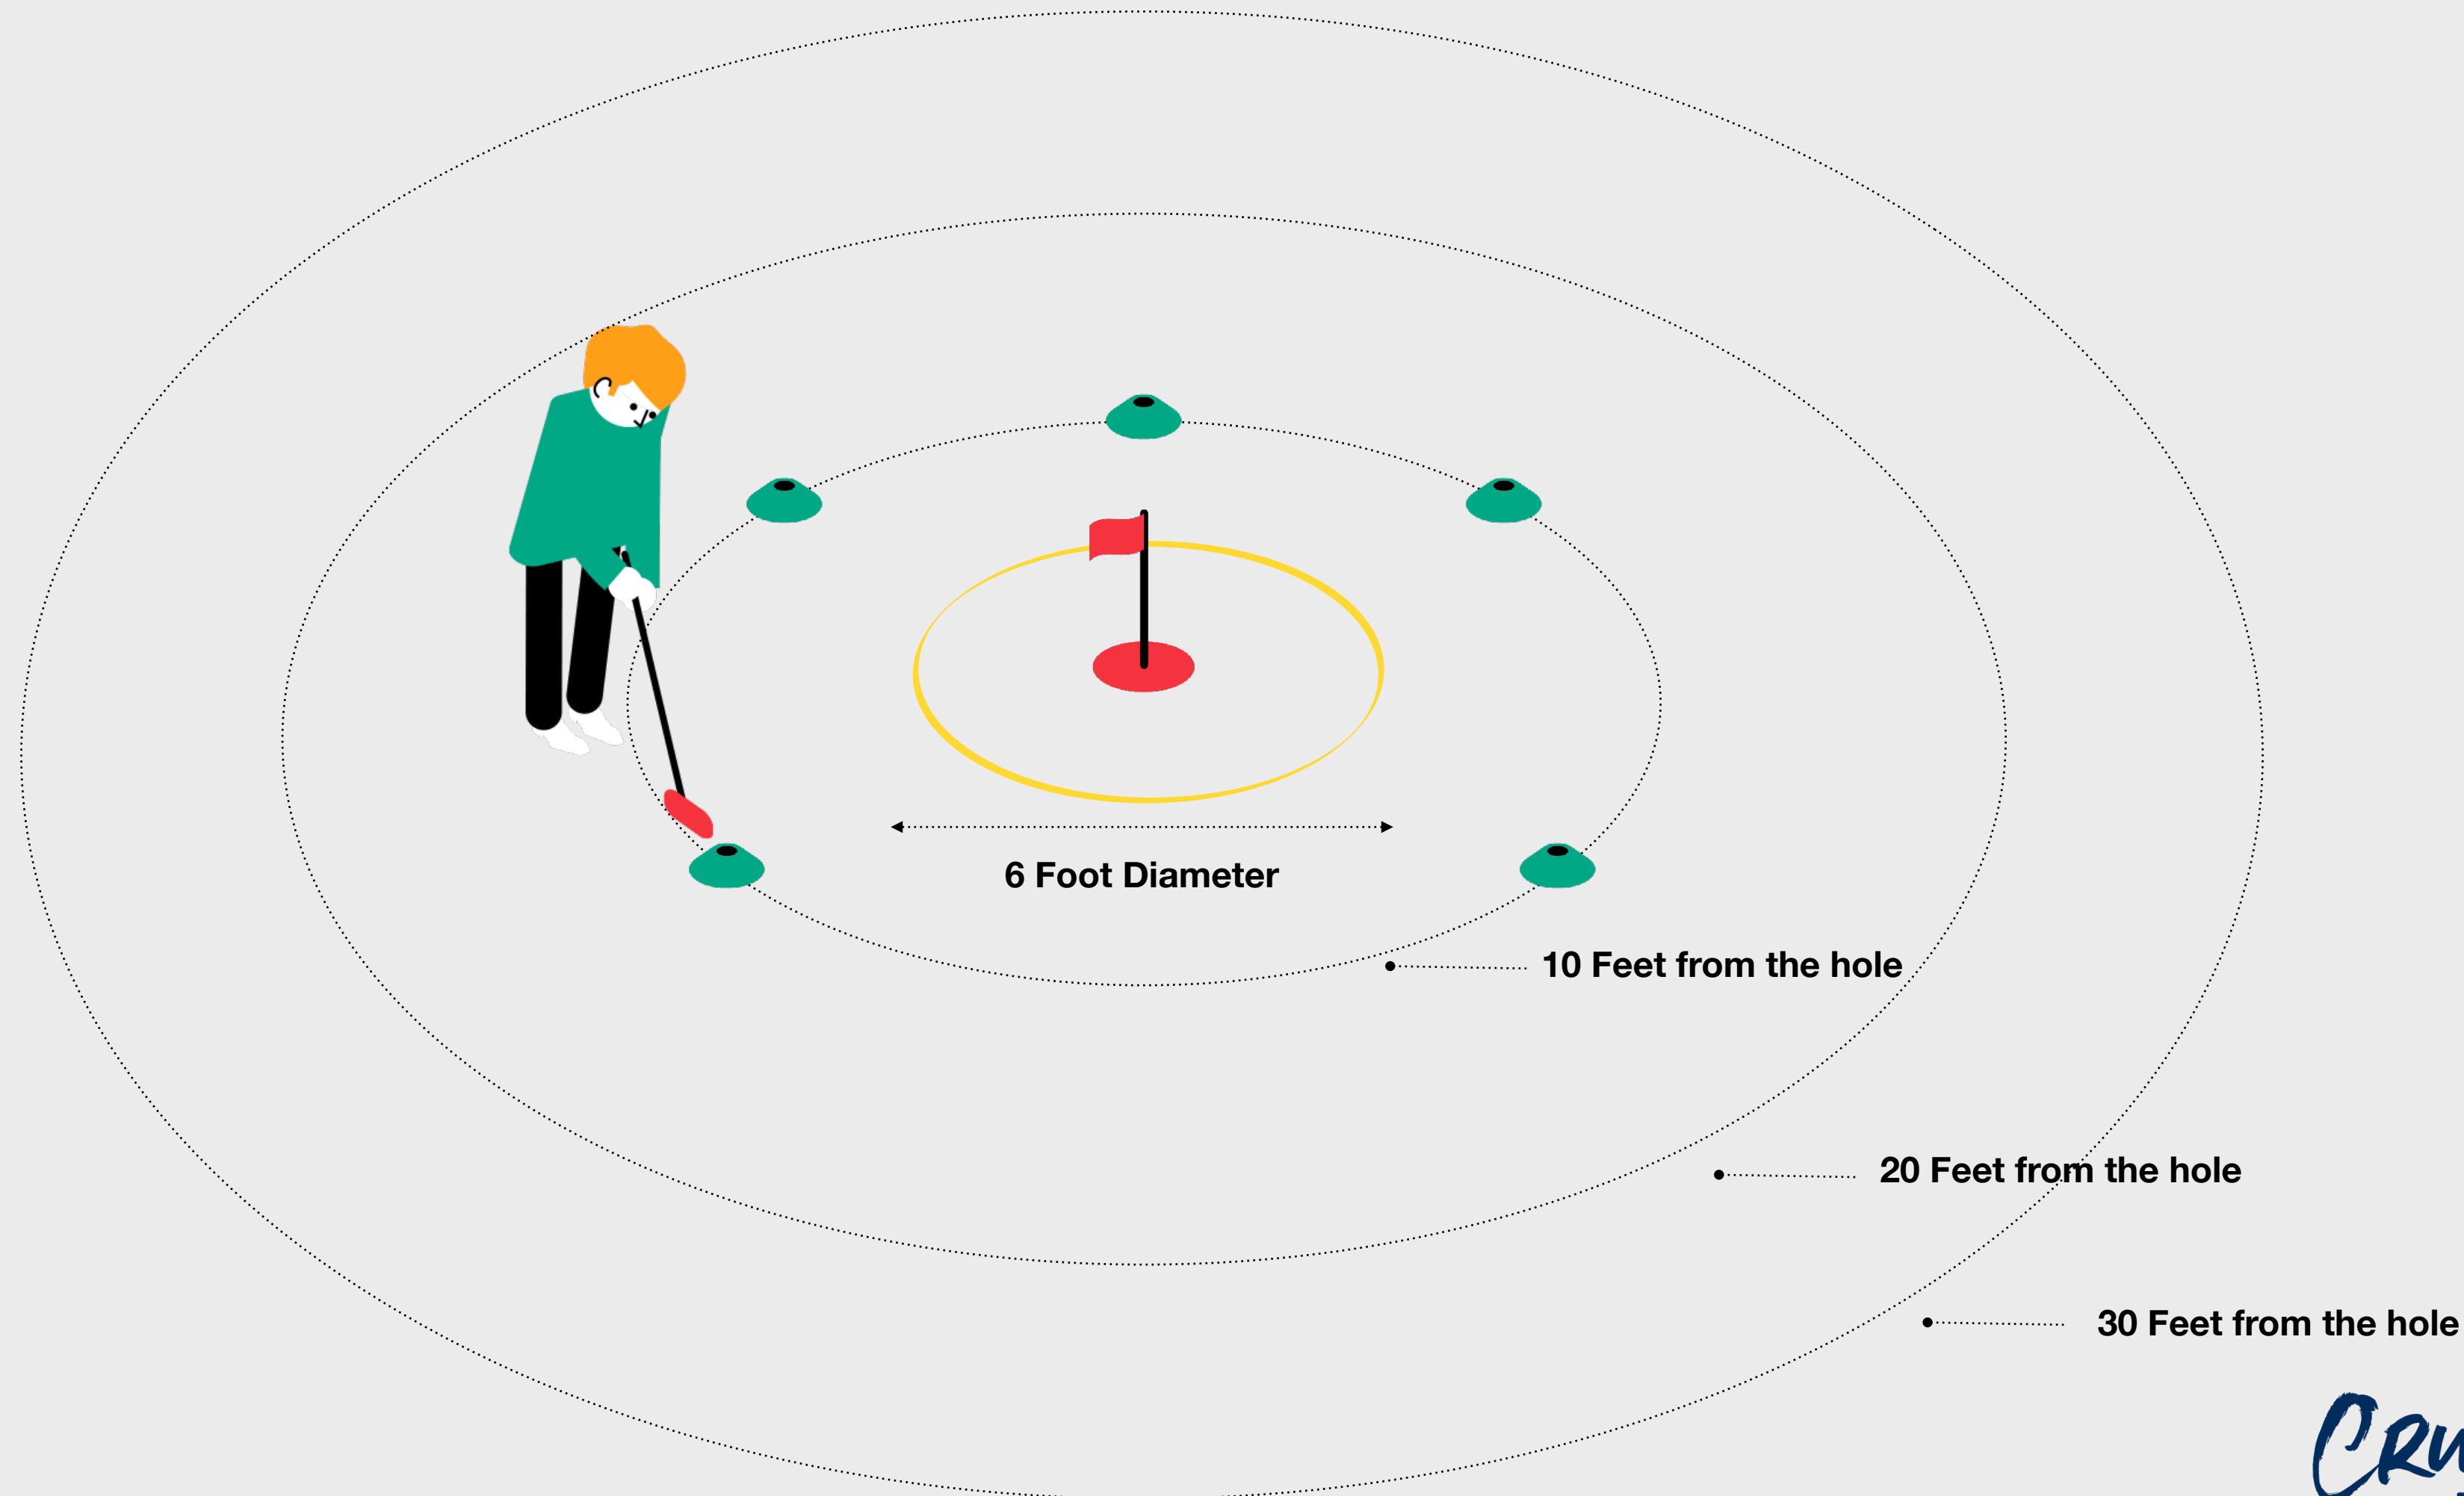 6 Foot Diameter
10 Feet from the hole
20 Feet from the hole
30 Feet from the hole